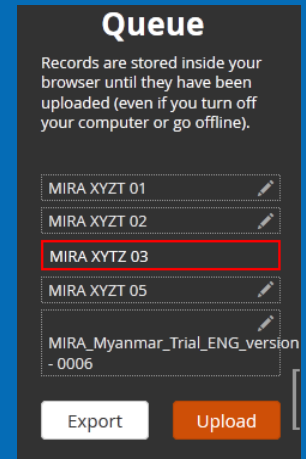 Queue
Records are stored inside your
browser until they have been
uploaded (even if you turn off
your computer or go offline).
MIRA XYZT 01
MIRA XYZT 02
MIRA XYTZ 03
MIRA XYZT 05
MIRA_Myanmar_Trial_ENG_version
- 0006
Export
Upload